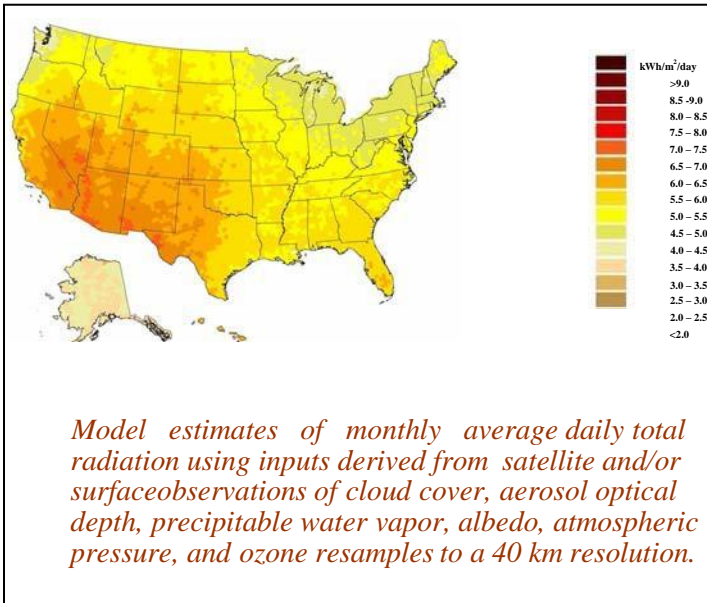 kWh/m²/day
>9.0
8.5 -9.0
8.0 – 8.5
7.5 – 8.0
7.0 – 7.5
6.5 – 7.0
6.0 – 6.5
5.5 – 6.0
5.0 – 5.5
4.5 – 5.0
4.0 – 4.5
3.5 – 4.0
3.0 – 3.5
2.5 – 3.0
2.0 – 2.5
<2.0
Model estimates of monthly average daily total
radiation using inputs derived from satellite and/or
surfaceobservations of cloud cover, aerosol optical
depth, precipitable water vapor, albedo, atmospheric
pressure, and ozone resamples to a 40 km resolution.